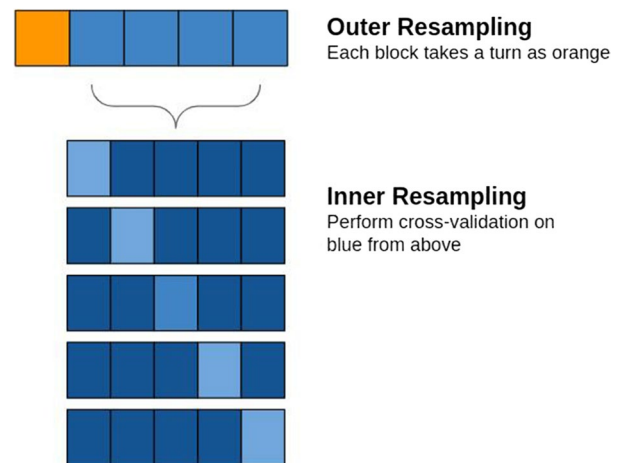 Outer Resampling
Each block takes a turn as orange
Inner Resampling
Perform cross-validation on
blue from above